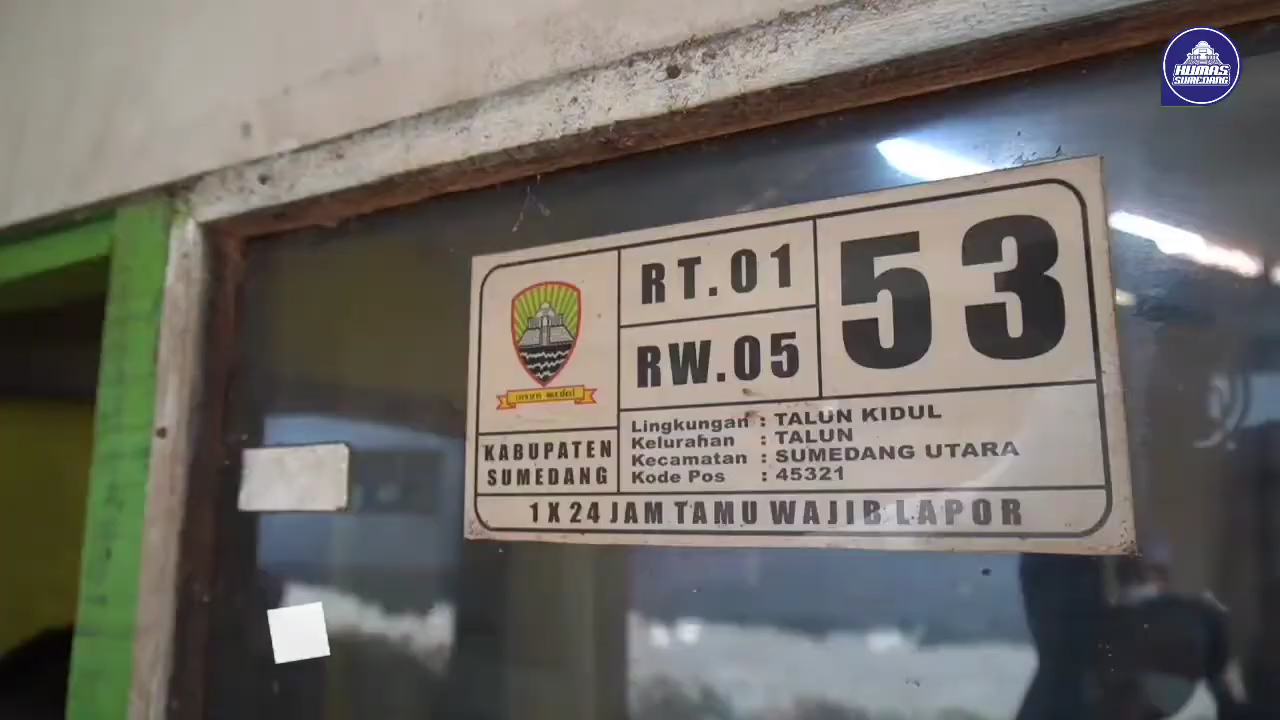 HUMAS
SUMEDANG
RT.01
RW.05
53
KABUPATEN
SUMEDANG
Lingkungan : TALUN KIDUL
Kelurahan : TALUN
Kecamatan : SUMEDANG UTARA
Kode Pos : 45321
1 X 24 JAM TAMU WAJIB LAPOR